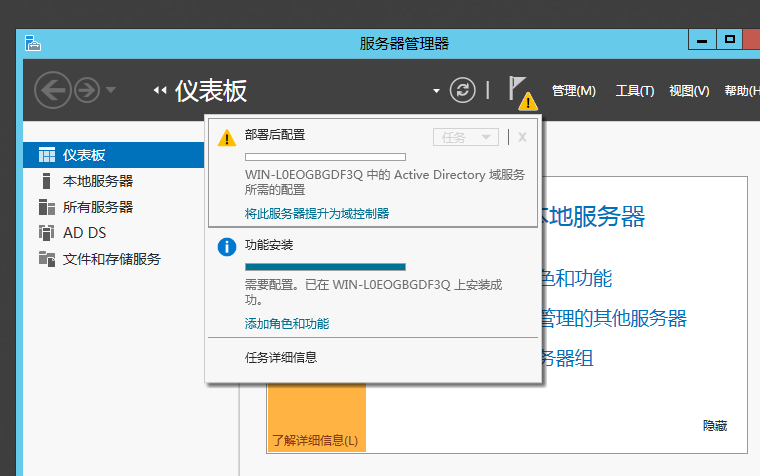 服务器管理器
仪表板
管理(M) 工具(T) 视图(V) 帮助(H
仪表板
本地服务器
所有服务器
AD DS
文件和存储服务
部署后配置
任务
X
WIN-L0EOGBGDF3Q 中的 Active Directory 域服务
所需的配置
将此服务器提升为域控制器
功能安装
需要配置。已在 WIN-L0EOGBGDF3Q 上安装成
功。
添加角色和功能
任务详细信息
本地服务器
色和功能
管理的其他服务器
务器组
了解详细信息(L)
隐藏